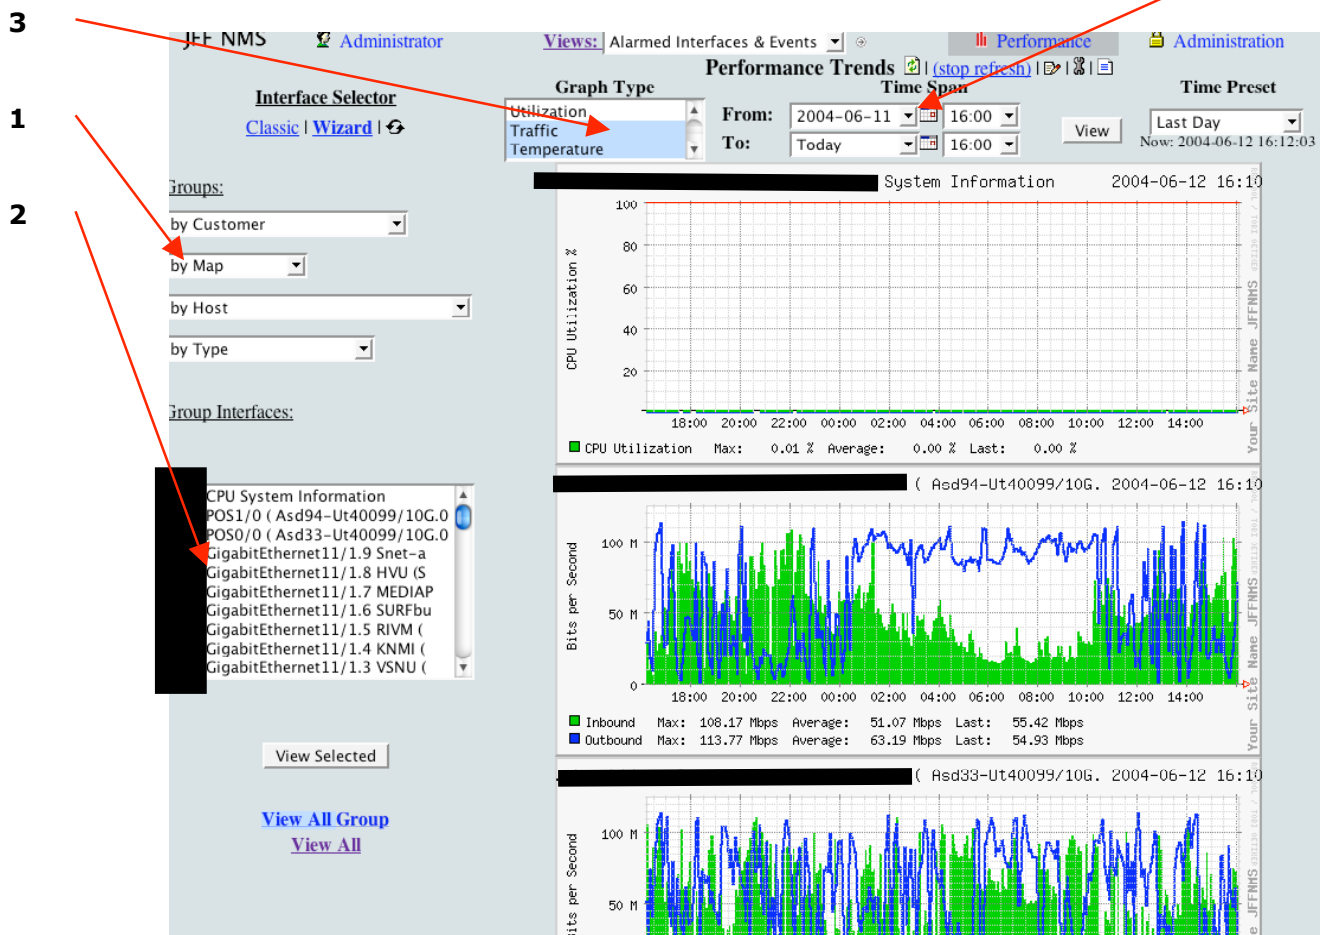 3
JFF NMS Administrator Views: Alarmed Interfaces & Events Performance Administration
Performance Trends | (stop refresh) | | |
Interface Selector Graph Type Time Span Time Preset
Classic | Wizard |
1
Utilization
Traffic
Temperature
From: 2004-06-11 16:00
To: Today 16:00
View
Last Day
Now: 2004-06-12 16:12:03
Groups:
2
by Customer
by Map
by Host
by Type
Group Interfaces:
CPU System Information
POS1/0 ( Asd94-Ut40099/10G.0
POS0/0 ( Asd33-Ut40099/10G.0
GigabitEthernet11/1.9 Snet-a
GigabitEthernet11/1.8 HVU (S
GigabitEthernet11/1.7 MEDIAP
GigabitEthernet11/1.6 SURFbu
GigabitEthernet11/1.5 RIVM (
GigabitEthernet11/1.4 KNMI (
GigabitEthernet11/1.3 VSNU (
View Selected
View All Group
View All
System Information 2004-06-12 16:10
CPU Utilization %
100
80
60
40
20
18:00 20:00 22:00 00:00 02:00 04:00 06:00 08:00 10:00 12:00 14:00
CPU Utilization Max: 0.01 % Average: 0.00 % Last: 0.00 %
Your Site Name JFFNMS
( Asd94-Ut40099/10G. 2004-06-12 16:10
Bits per Second
100 M
50 M
0
18:00 20:00 22:00 00:00 02:00 04:00 06:00 08:00 10:00 12:00 14:00
Inbound Max: 108.17 Mbps Average: 51.07 Mbps Last: 55.42 Mbps
Outbound Max: 113.77 Mbps Average: 63.19 Mbps Last: 54.93 Mbps
Your Site Name JFFNMS
( Asd33-Ut40099/10G. 2004-06-12 16:10
per Second
100 M
50 M
JFFNMS